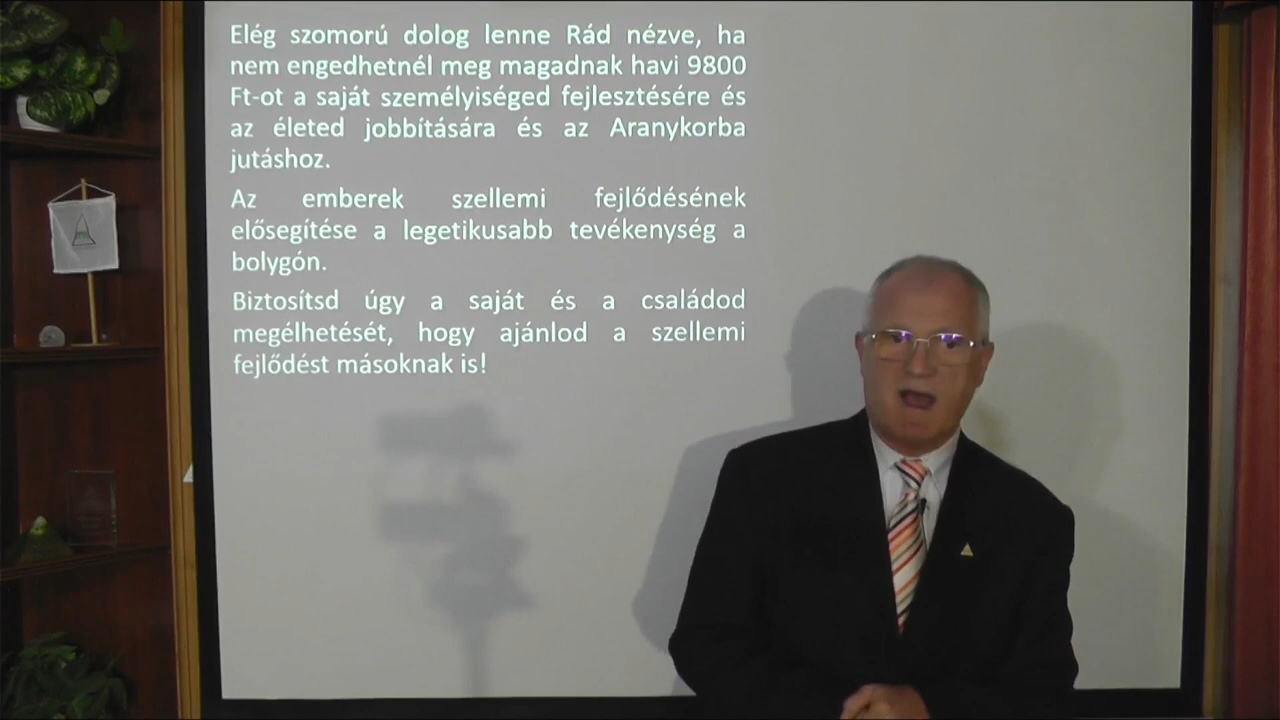 Elég szomorú dolog lenne Rád nézve, ha
nem engedhetnél meg magadnak havi 9800
Ft-ot a saját személyiséged fejlesztésére és
az életed jobbítására és az Aranykorba
jutáshoz.
Az emberek szellemi fejlődésének
elősegítése a legetikusabb tevékenység a
bolygón.
Biztosítsd úgy a saját és a családod
megélhetését, hogy ajánlod a szellemi
fejlődést másoknak is!